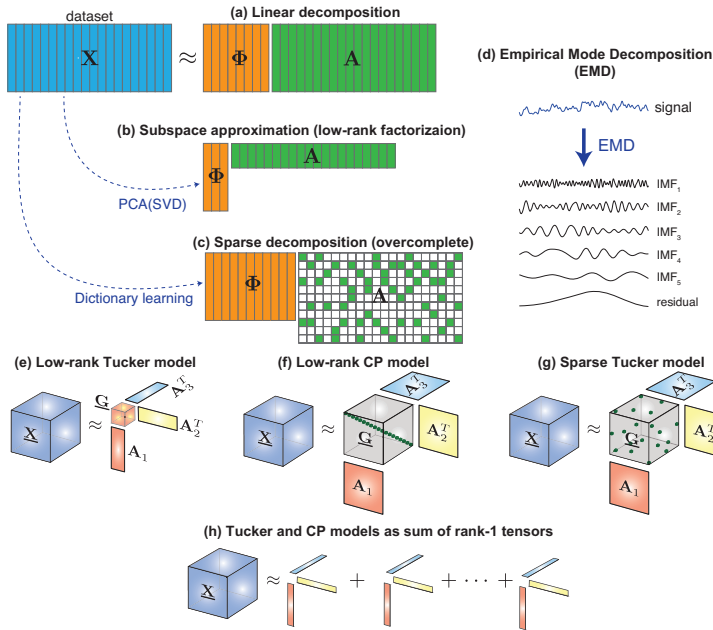 dataset
(a) Linear decomposition
X ≈ Φ A
(b) Subspace approximation (low-rank factorizaion)
Φ A
PCA(SVD)
(c) Sparse decomposition (overcomplete)
Φ A
Dictionary learning
(d) Empirical Mode Decomposition
(EMD)
signal
EMD
IMF₁
IMF₂
IMF₃
IMF₄
IMF₅
residual
(e) Low-rank Tucker model
X ≈ G A₁ A₂ᵀ A₃ᵀ
(f) Low-rank CP model
X ≈ G A₁ A₂ᵀ A₃ᵀ
(g) Sparse Tucker model
X ≈ G A₁ A₂ᵀ A₃ᵀ
(h) Tucker and CP models as sum of rank-1 tensors
X ≈ + + ··· +